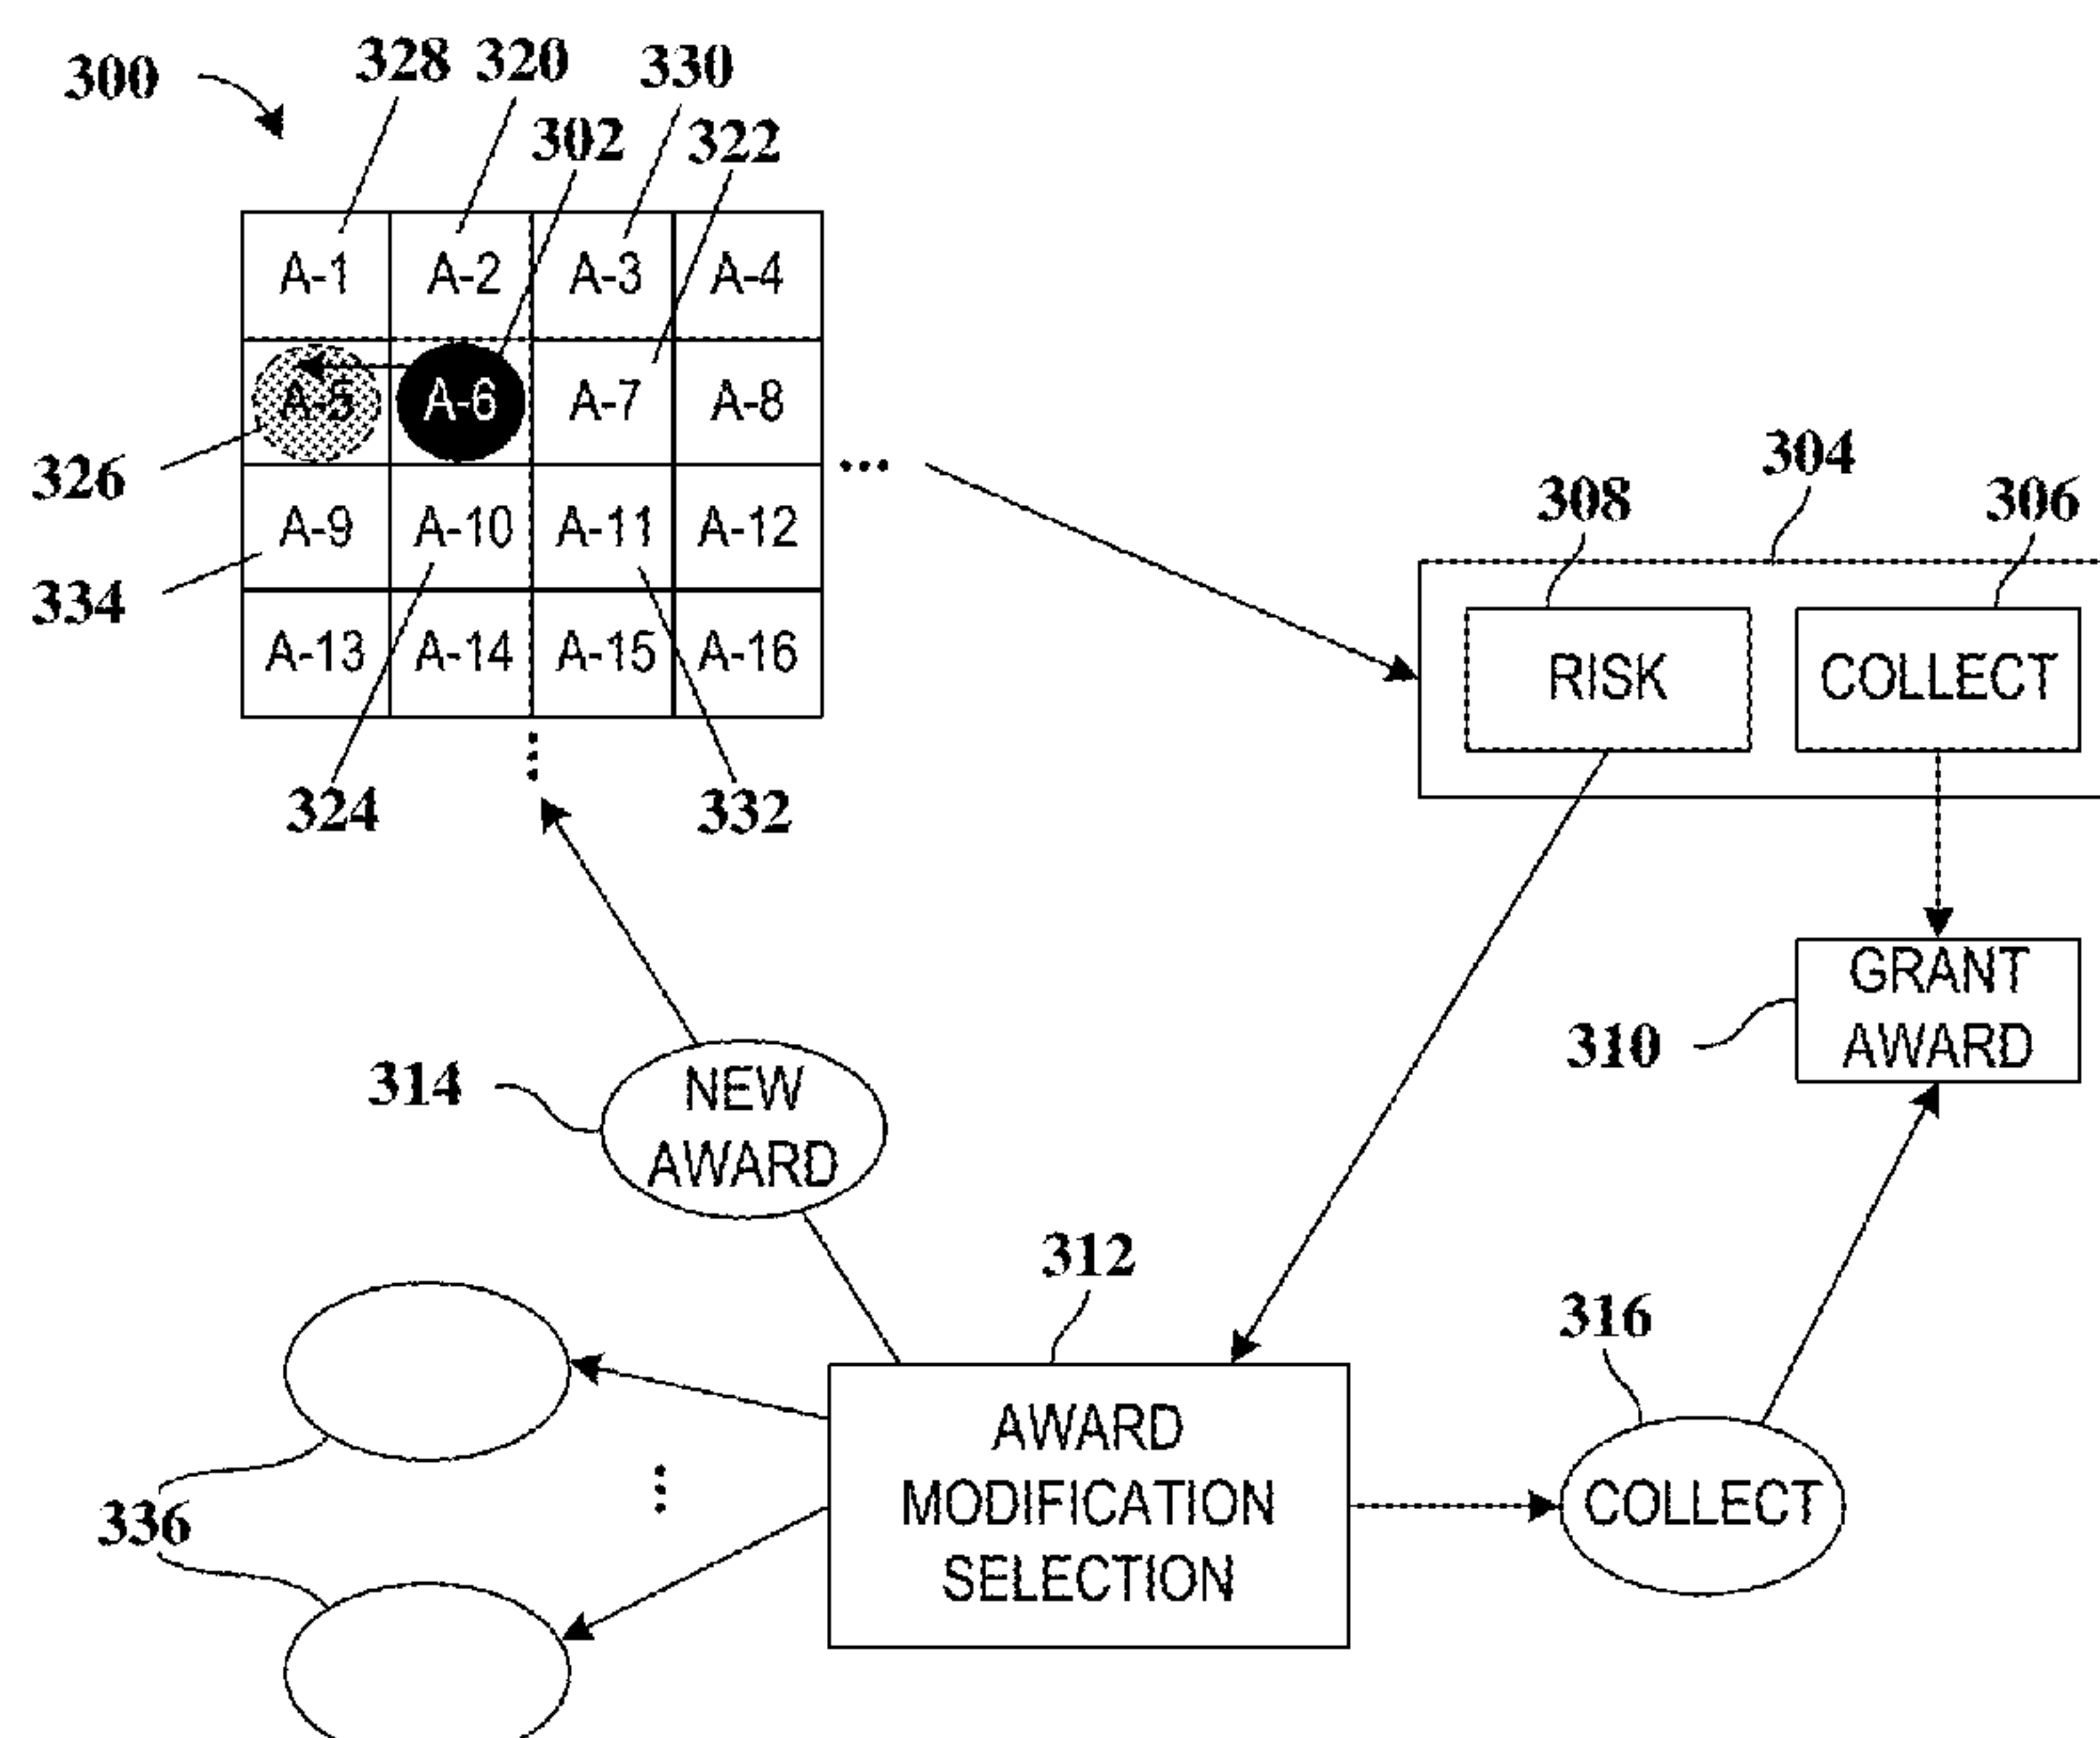 328 320 330
300
302 322
A-1 A-2 A-3 A-4
A-5 A-6 A-7 A-8
326
...
304
308 306
A-9 A-10 A-11 A-12
334
RISK COLLECT
A-13 A-14 A-15 A-16
324 332
GRANT
AWARD
310
314
NEW
AWARD
312
316
AWARD
MODIFICATION
SELECTION
COLLECT
336